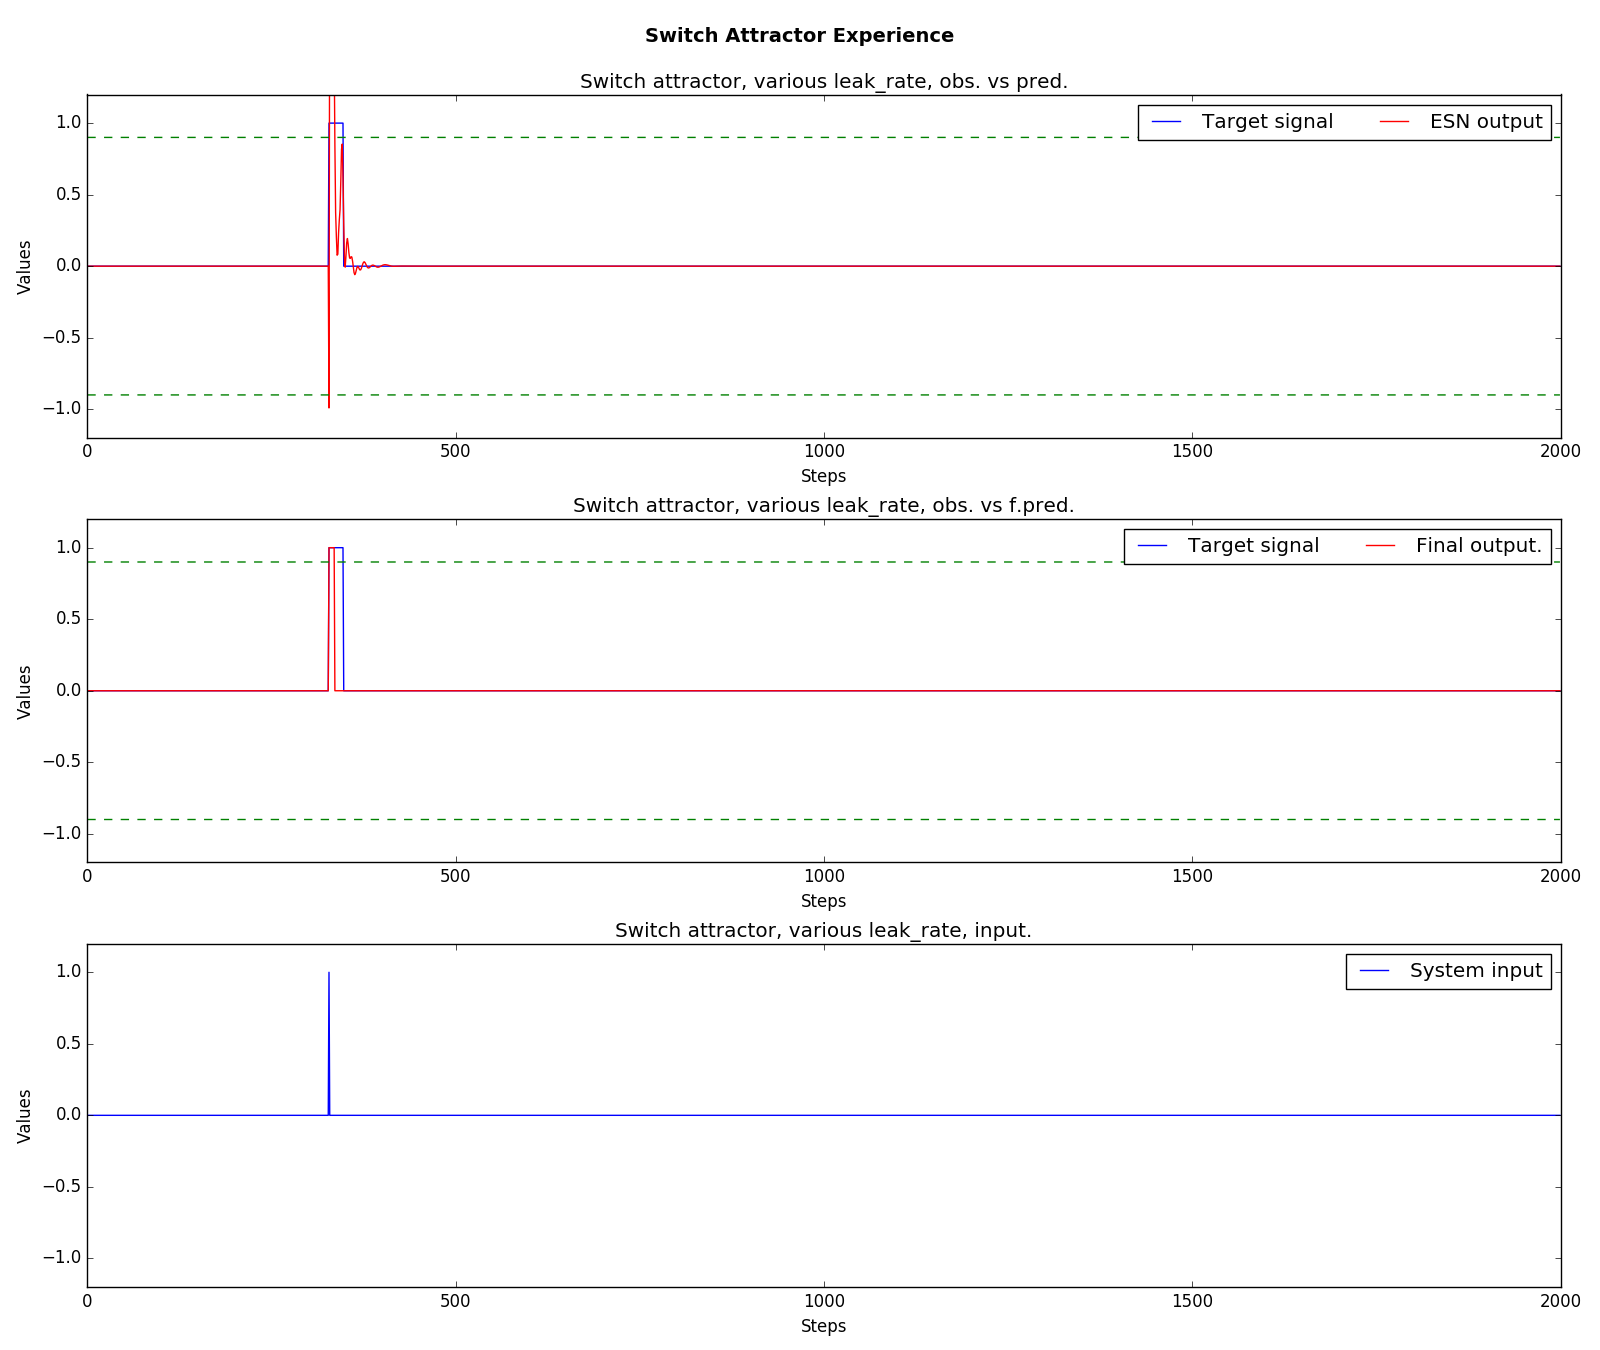 Switch Attractor Experience
Switch attractor, various leak_rate, obs. vs pred.
Target signal ESN output
1.0
0.5
0.0
−0.5
−1.0
Values
0 500 1000 1500 2000
Steps
Switch attractor, various leak_rate, obs. vs f.pred.
Target signal Final output.
1.0
0.5
0.0
−0.5
−1.0
Values
0 500 1000 1500 2000
Steps
Switch attractor, various leak_rate, input.
System input
1.0
0.5
0.0
−0.5
−1.0
Values
0 500 1000 1500 2000
Steps